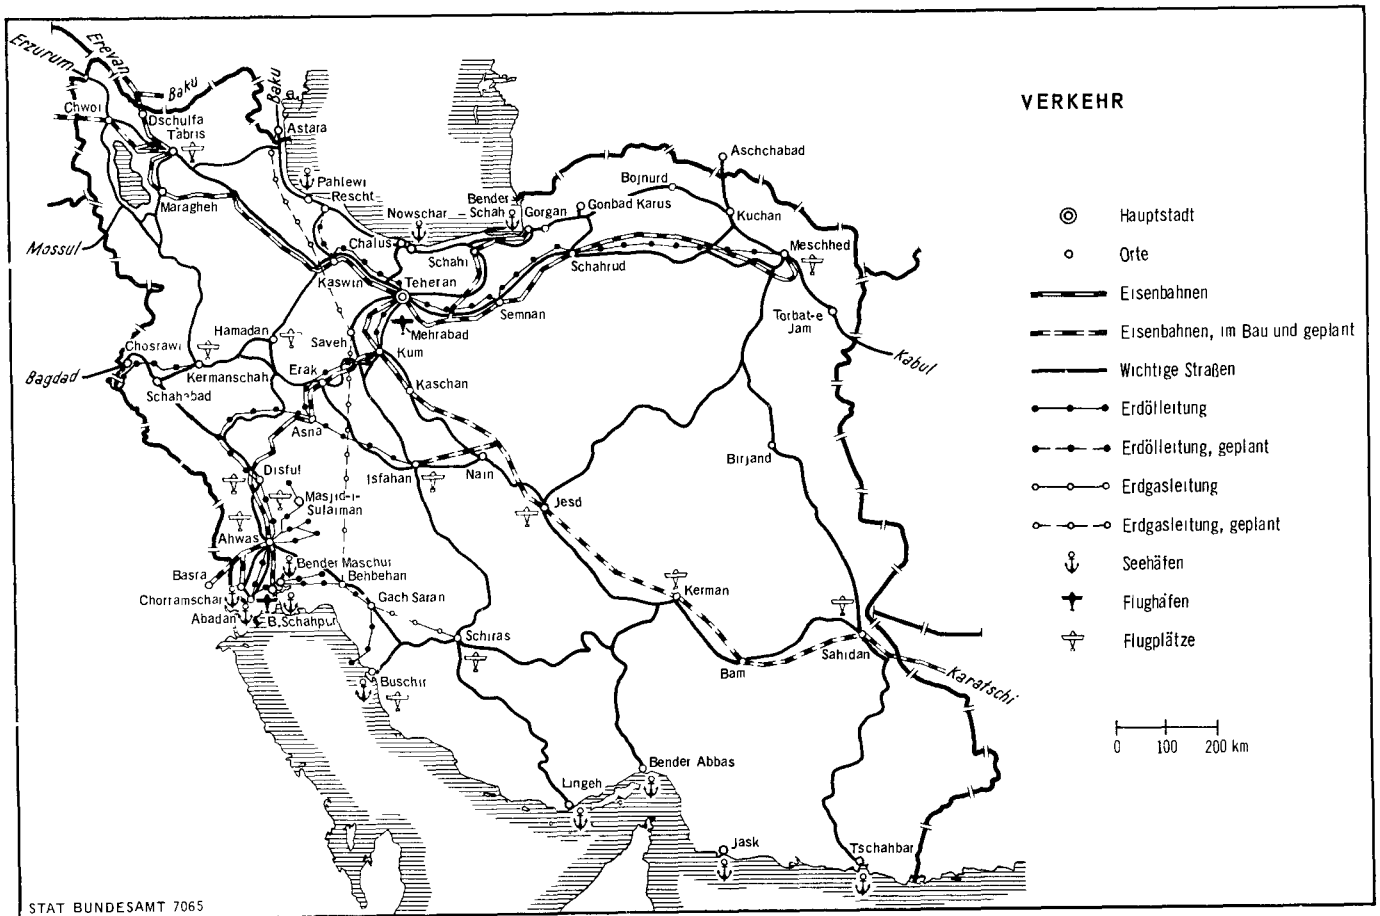 VERKEHR
Hauptstadt
Orte
Eisenbahnen
Eisenbahnen, im Bau und geplant
Wichtige Straßen
Erdölleitung
Erdölleitung, geplant
Erdgasleitung
Erdgasleitung, geplant
Seehäfen
Flughäfen
Flugplätze
0 100 200 km
Erzurum
Erevan
Baku
Baku
Chwoi
Dschulfa
Täbris
Astara
Maragheh
Pahlewi
Rescht
Nowschar
Chalus
Bender
Schah
Gorgan
Gonbad Karus
Bojnurd
Aschchabad
Kuchan
Meschhed
Schahi
Schahrud
Mossul
Kaswin
Teheran
Mehrabad
Semnan
Torbat-e
Jam
Kabul
Hamadan
Saveh
Kum
Chosrawi
Bagdad
Kermanschah
Schahabad
Erak
Kaschan
Asna
Isfahan
Nain
Birjand
Disful
Masjid-i-
Sulaiman
Jesd
Ahwas
Basra
Bender Maschur
Behbehan
Chorramschar
Abadan
B.Schahpur
Gach Saran
Kerman
Schiras
Bam
Sahidan
Karatschi
Buschir
Bender Abbas
Lingeh
Jask
Tschahbar
STAT BUNDESAMT 7065